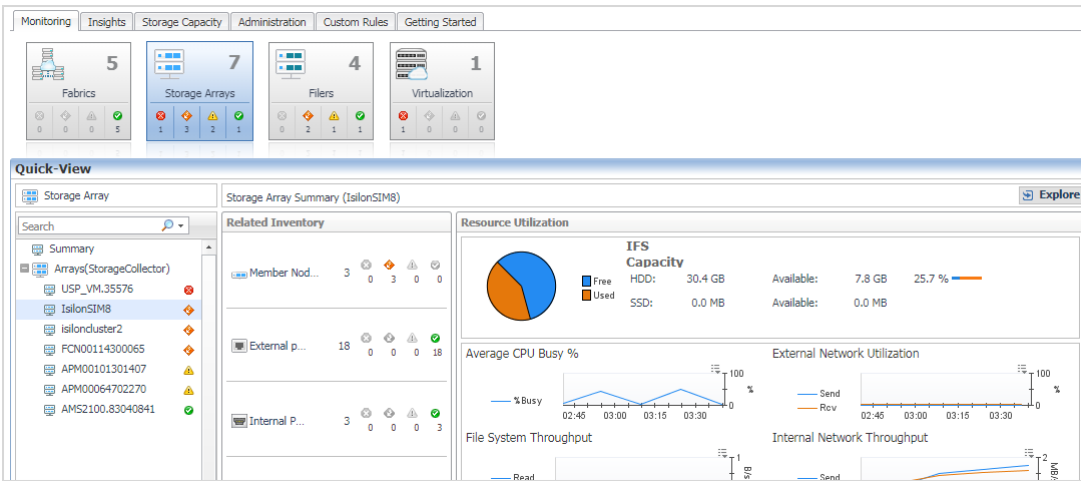 Monitoring Insights Storage Capacity Administration Custom Rules Getting Started
5 7 4 1
Fabrics Storage Arrays Filers Virtualization
0 0 0 5 1 3 2 1 0 2 1 1 1 0 0 0
Quick-View
Storage Array
Storage Array Summary (IsilonSIM8)
Explore
Search
Summary
Arrays(StorageCollector)
USP_VM.35576
IsilonSIM8
isiloncluster2
FCN00114300065
APM00101301407
APM00064702270
AMS2100.83040841
Related Inventory
Member Nod... 3 0 3 0 0
External p... 18 0 0 0 18
Internal P... 3 0 0 0 3
Resource Utilization
Free
Used
IFS
Capacity
HDD: 30.4 GB Available: 7.8 GB 25.7 %
SSD: 0.0 MB Available: 0.0 MB
Average CPU Busy %
%Busy
100
%
0
02:45 03:00 03:15 03:30
External Network Utilization
Send
Rcv
100
%
0
02:45 03:00 03:15 03:30
File System Throughput
Read
1
B/s
Internal Network Throughput
Send
2
MB/s